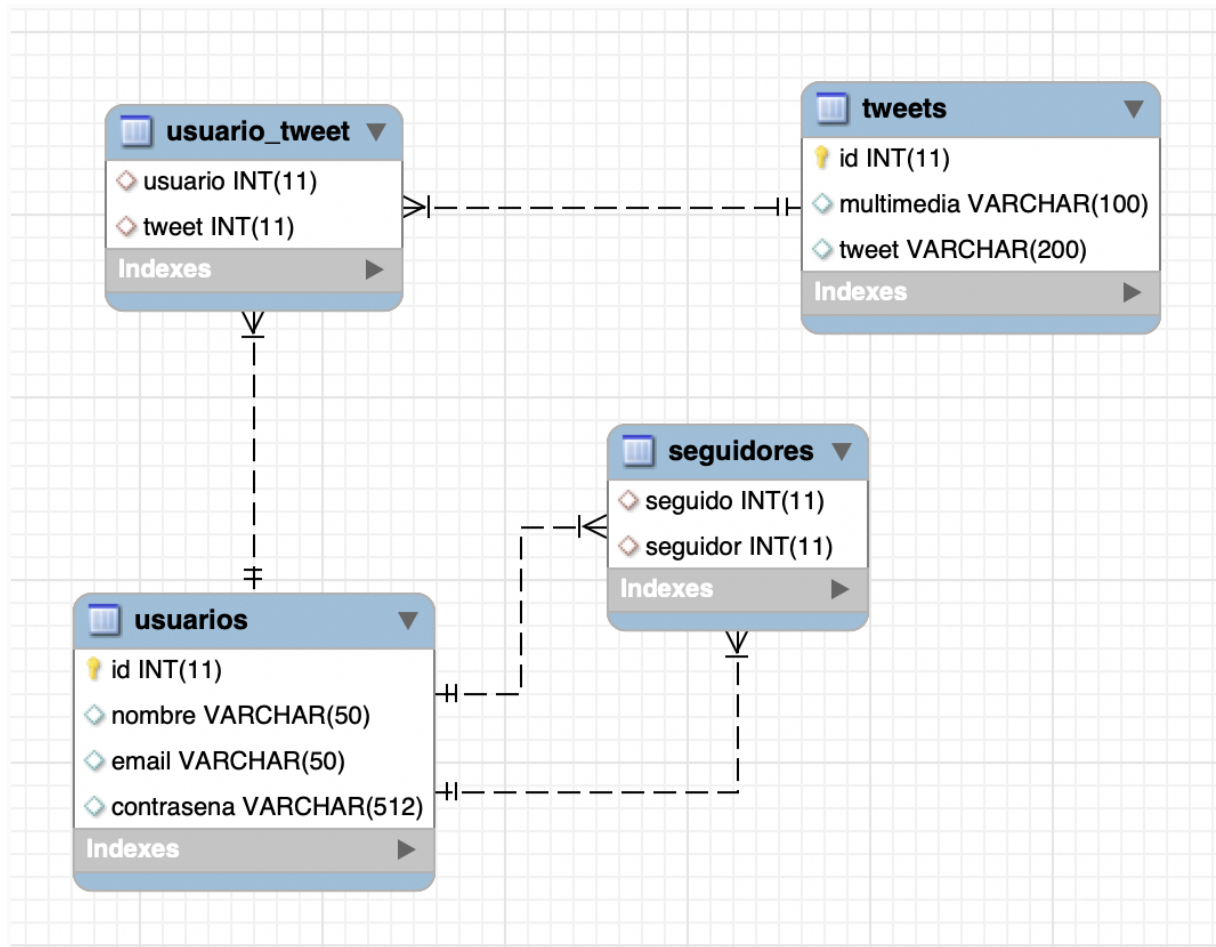 usuario_tweet
usuario INT(11)
tweet INT(11)
Indexes
tweets
id INT(11)
multimedia VARCHAR(100)
tweet VARCHAR(200)
Indexes
seguidores
seguido INT(11)
seguidor INT(11)
Indexes
usuarios
id INT(11)
nombre VARCHAR(50)
email VARCHAR(50)
contrasena VARCHAR(512)
Indexes